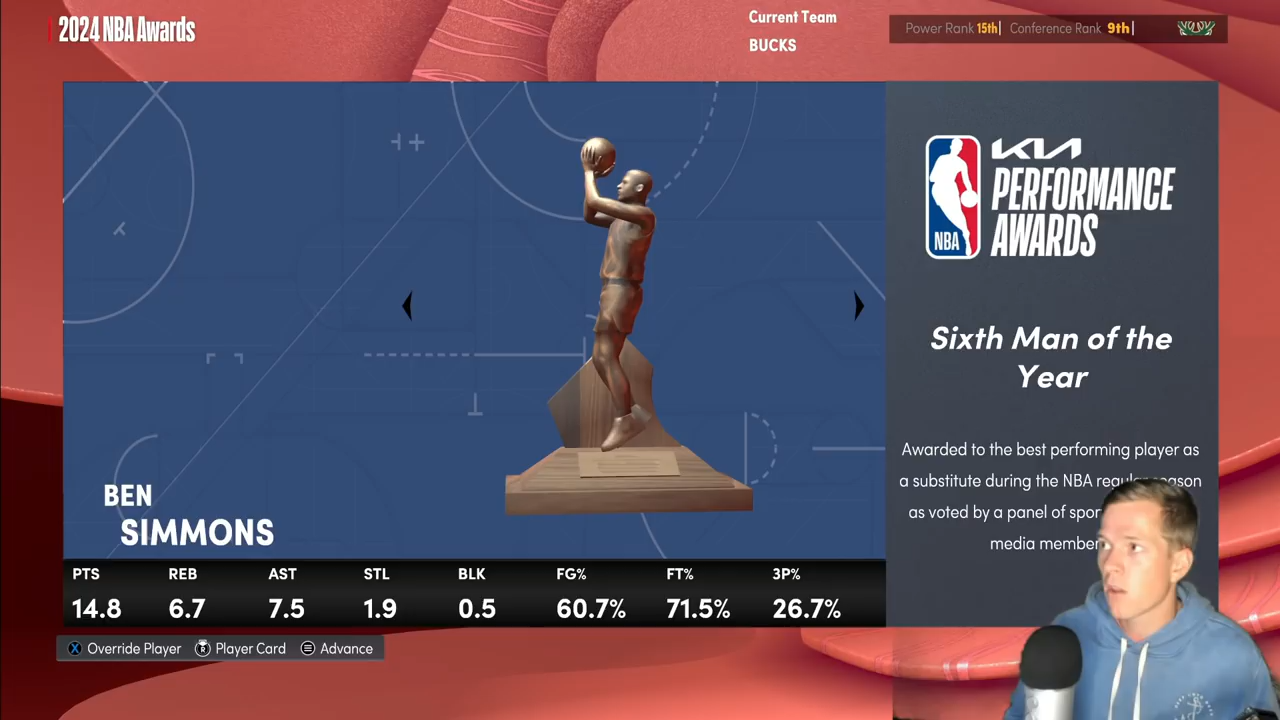 2024 NBA Awards
Current Team
BUCKS
Power Rank 15th| Conference Rank 9th|
KIA
NBA
PERFORMANCE
AWARDS
Sixth Man of the
Year
Awarded to the best performing player as
a substitute during the NBA regular season
as voted by a panel of
media
BEN
SIMMONS
PTS REB AST STL BLK FG% FT% 3P%
14.8 6.7 7.5 1.9 0.5 60.7% 71.5% 26.7%
X Override Player R Player Card Advance